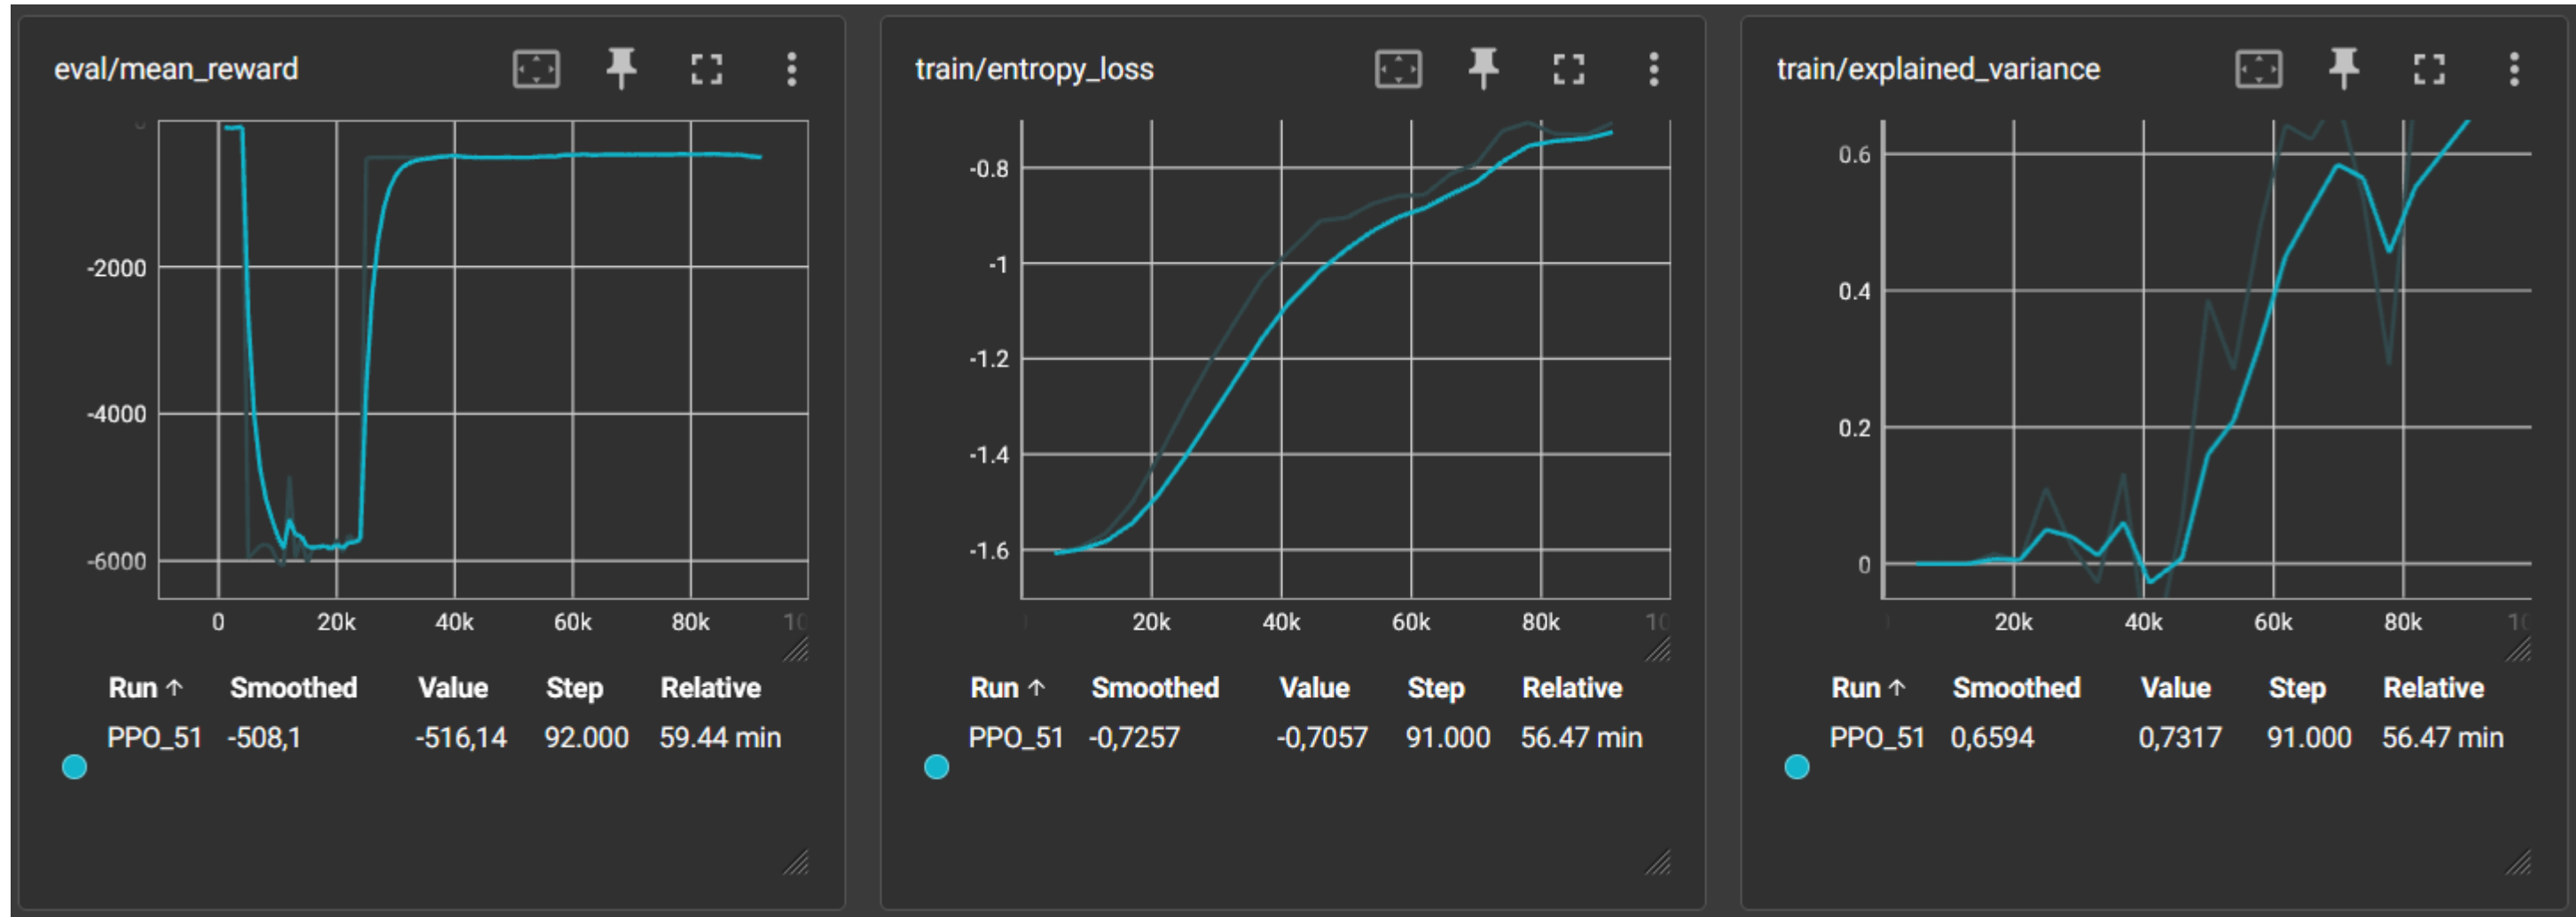 eval/mean_reward
0
-2000
-4000
-6000
0 20k 40k 60k 80k
Run ↑ Smoothed Value Step Relative
PPO_51 -508,1 -516,14 92.000 59.44 min
train/entropy_loss
-0.8
-1
-1.2
-1.4
-1.6
20k 40k 60k 80k
Run ↑ Smoothed Value Step Relative
PPO_51 -0,7257 -0,7057 91.000 56.47 min
train/explained_variance
0.6
0.4
0.2
0
20k 40k 60k 80k
Run ↑ Smoothed Value Step Relative
PPO_51 0,6594 0,7317 91.000 56.47 min